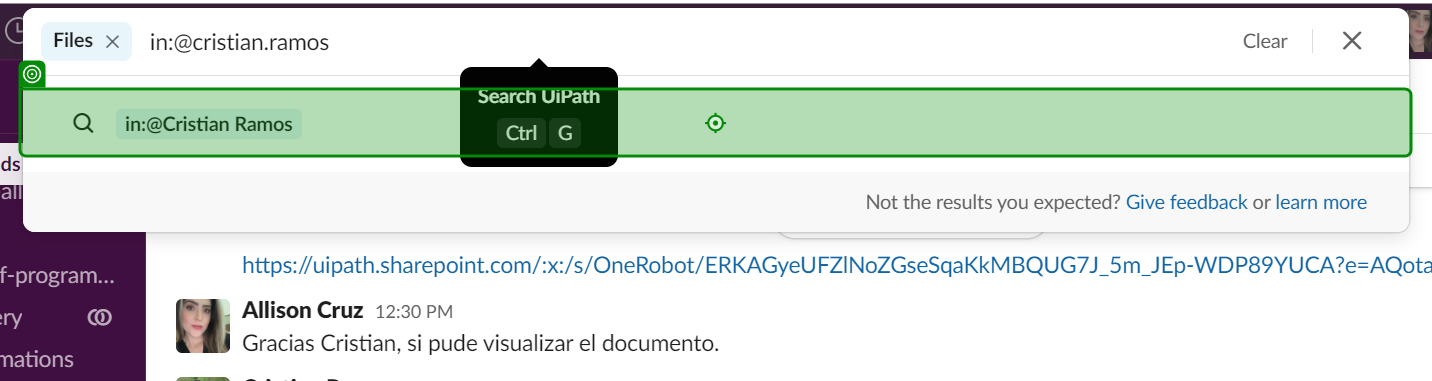 Files in:@cristian.ramos Clear
Search UiPath
in:@Cristian Ramos Ctrl G
ds
all
Not the results you expected? Give feedback or learn more
https://uipath.sharepoint.com/:x:/s/OneRobot/ERKAGyeUFZlNoZGseSqaKkMBQUG7J_5m_JEp-WDP89YUCA?e=AQota
f-program...
Allison Cruz 12:30 PM
ery
Gracias Cristian, si pude visualizar el documento.
mations